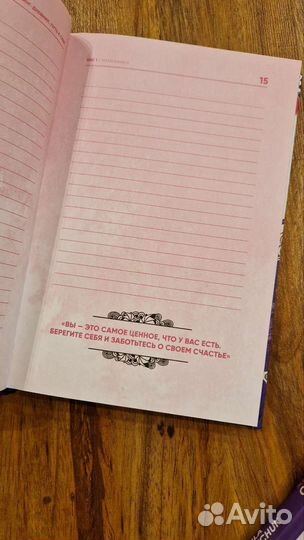 15
«ВЫ — ЭТО САМОЕ ЦЕННОЕ, ЧТО У ВАС ЕСТЬ.
БЕРЕГИТЕ СЕБЯ И ЗАБОТЬТЕСЬ О СВОЕМ СЧАСТЬЕ»
Avito